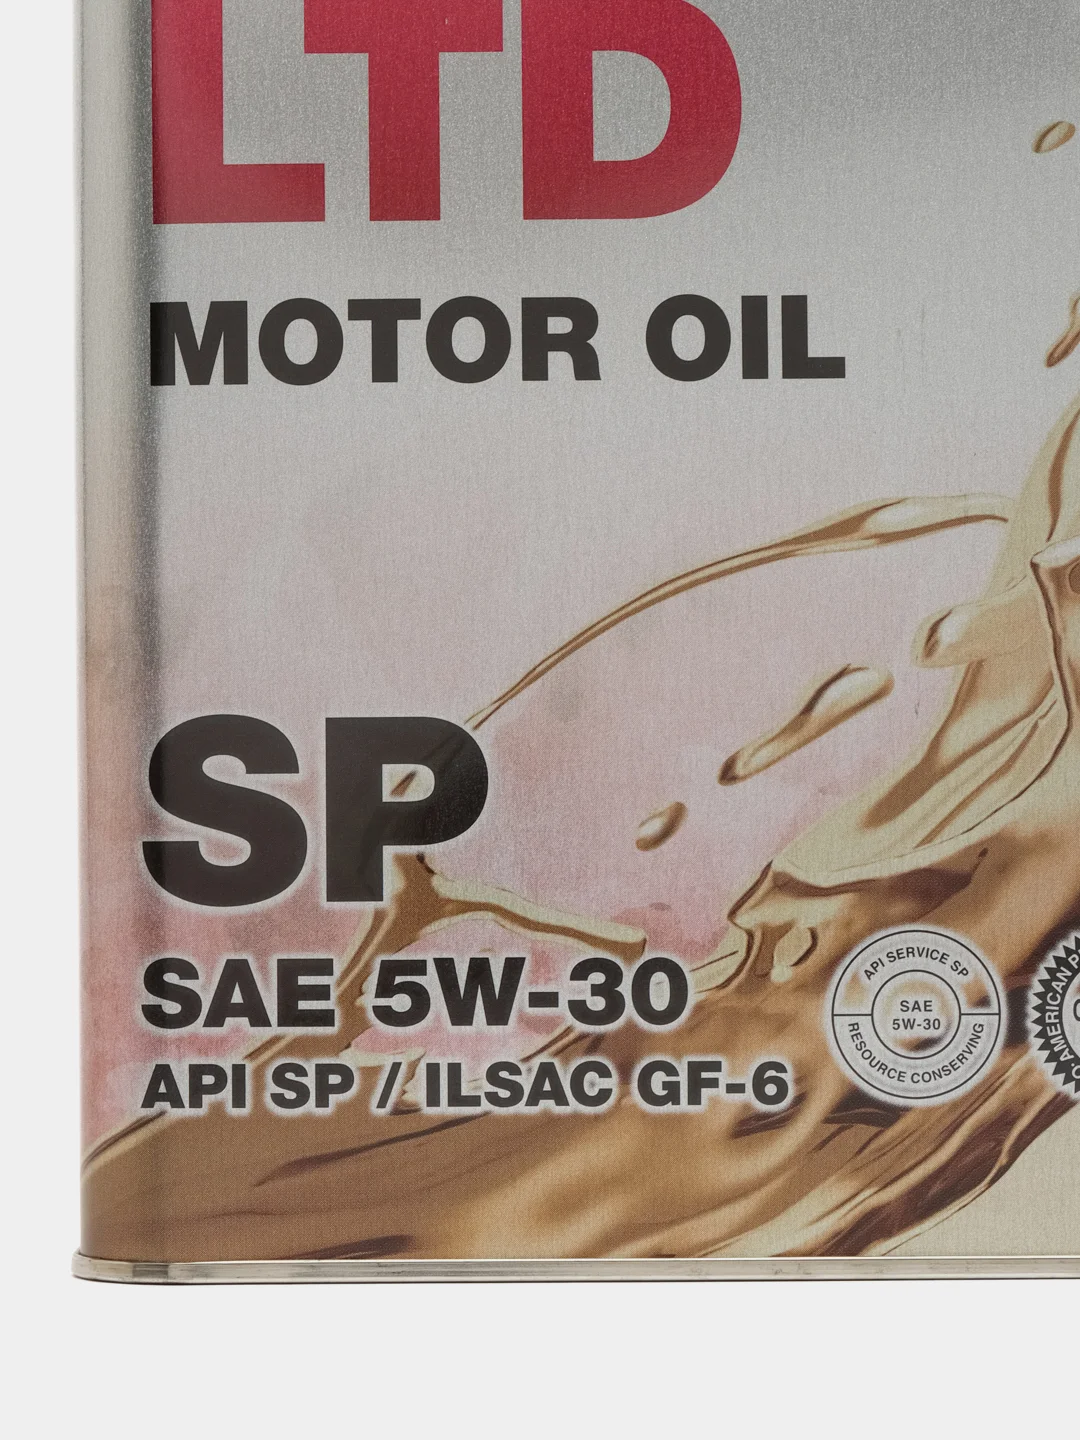 LTD
MOTOR OIL
SP
SAE 5W-30
API SP / ILSAC GF-6
API SERVICE SP
SAE
5W-30
RESOURCE CONSERVING
AMERICAN